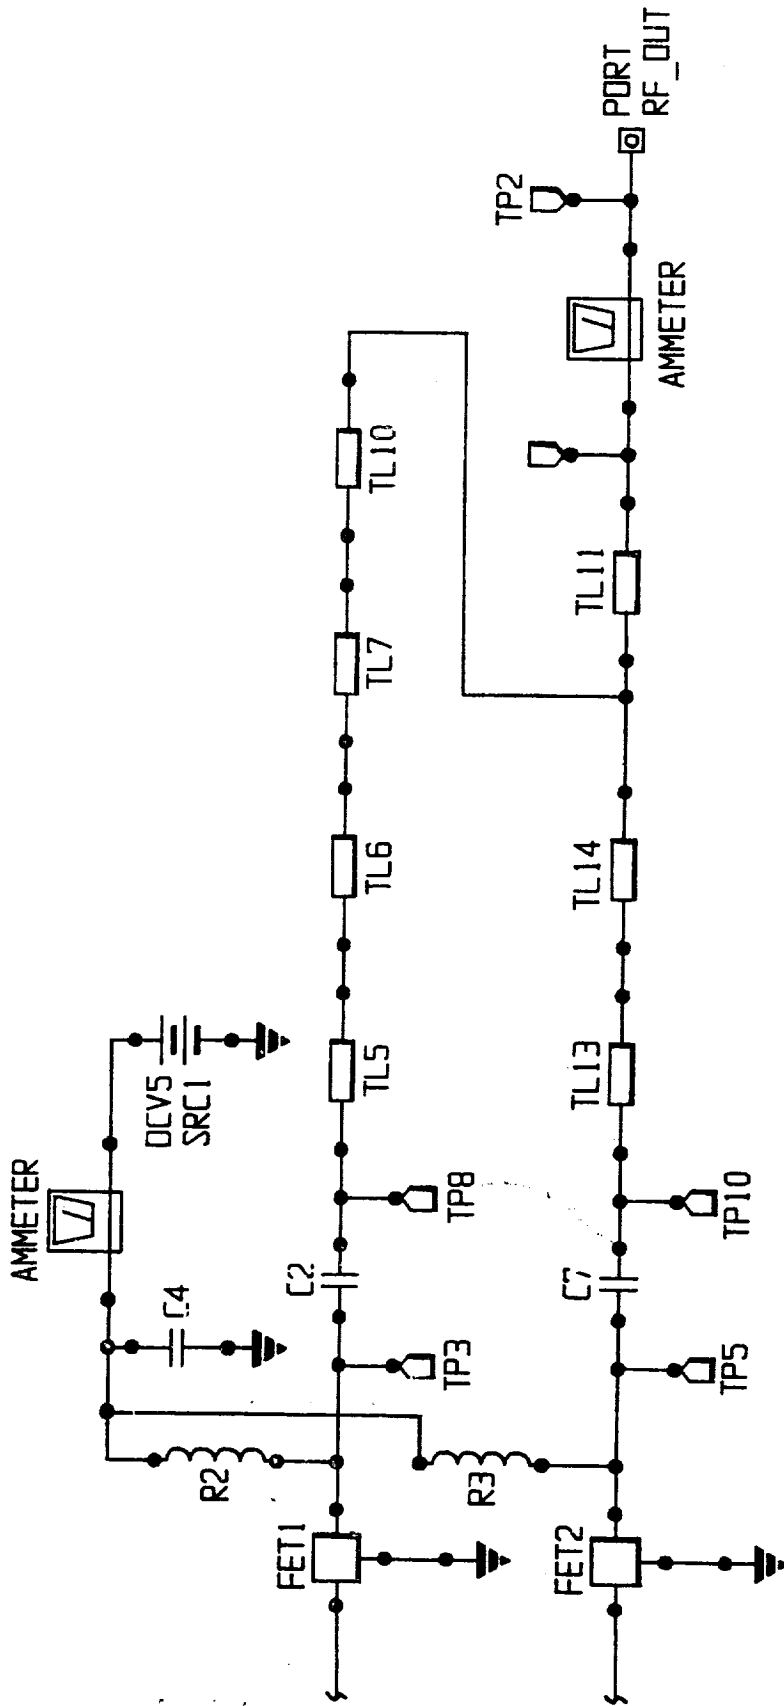 AMMETER
DCV5
SRC1
C4
R2
FET1
TP3
C2
TP8
TL5
TL6
TL7
TL10
R3
FET2
TP5
C7
TP10
TL13
TL14
TL11
AMMETER
TP2
PORT
RF_OUT